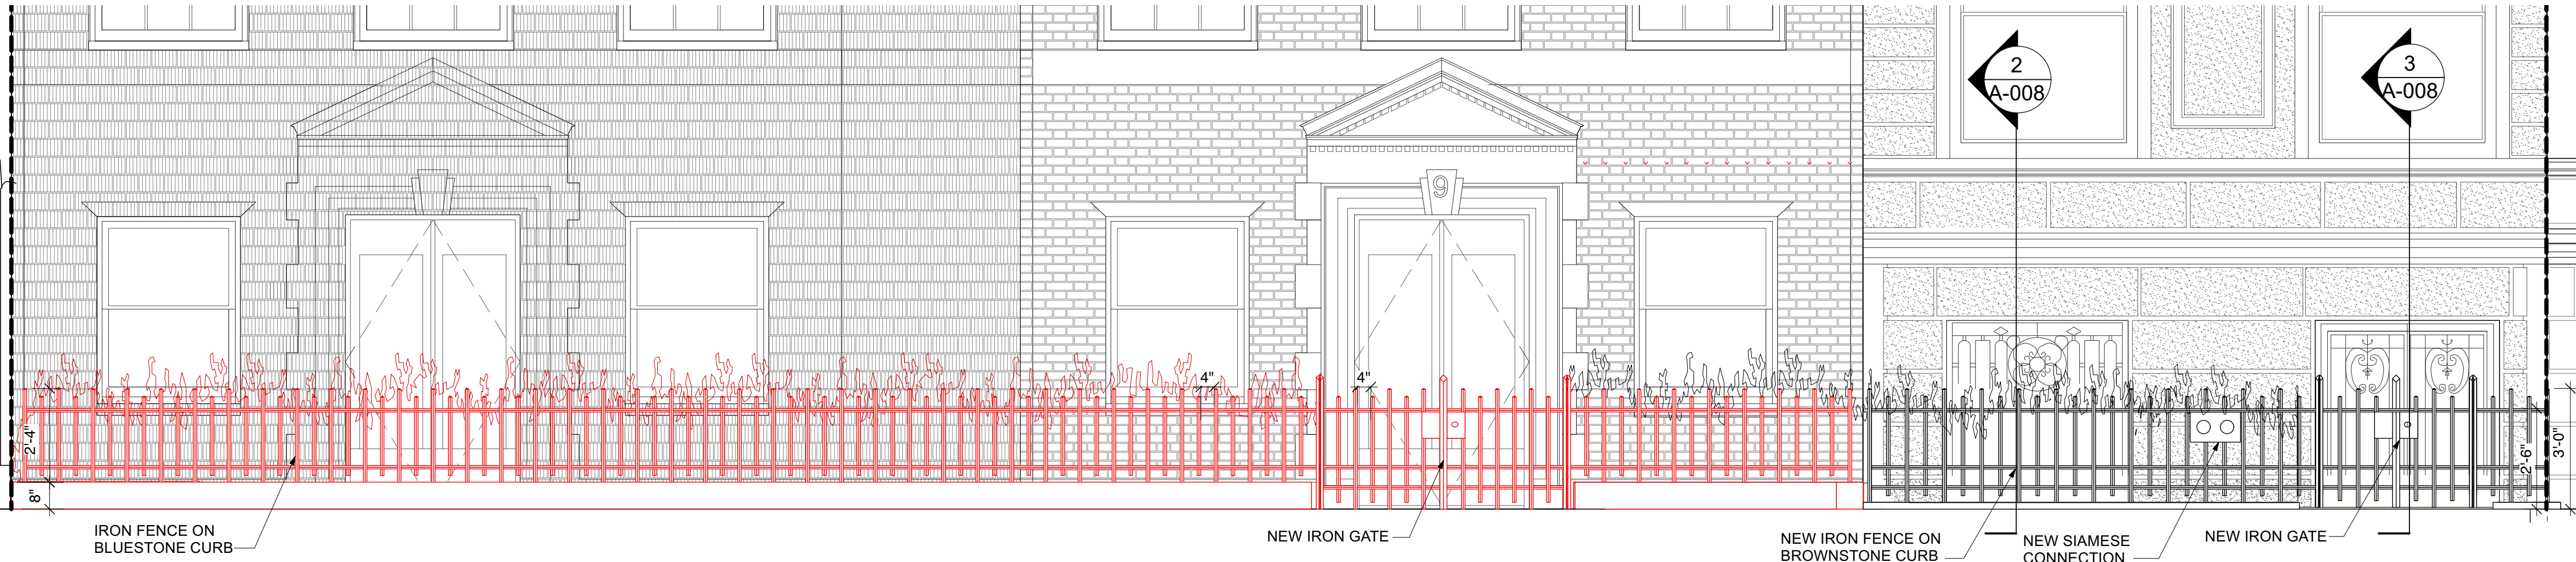 2
A-008
3
A-008
9
4"
4"
2'-4"
8"
2'-6"
3'-0"
IRON FENCE ON
BLUESTONE CURB
NEW IRON GATE
NEW IRON FENCE ON
BROWNSTONE CURB
NEW SIAMESE
CONNECTION
NEW IRON GATE